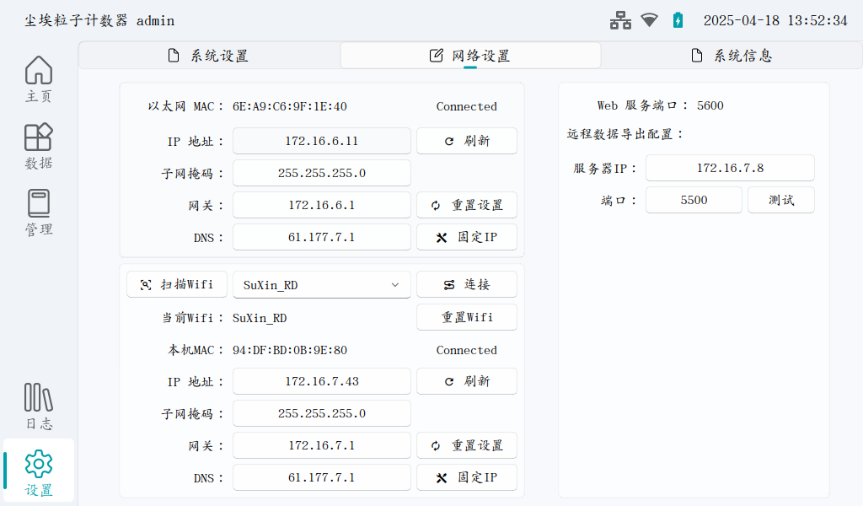 尘埃粒子计数器 admin
2025-04-18 13:52:34
系统设置
网络设置
系统信息
主页
数据
管理
日志
设置
以太网 MAC： 6E:A9:C6:9F:1E:40 Connected
IP 地址： 172.16.6.11 刷新
子网掩码： 255.255.255.0
网关： 172.16.6.1 重置设置
DNS： 61.177.7.1 固定IP
扫描Wifi SuXin_RD 连接
当前Wifi： SuXin_RD 重置Wifi
本机MAC： 94:DF:BD:0B:9E:80 Connected
IP 地址： 172.16.7.43 刷新
子网掩码： 255.255.255.0
网关： 172.16.7.1 重置设置
DNS： 61.177.7.1 固定IP
Web 服务端口： 5600
远程数据导出配置：
服务器IP： 172.16.7.8
端口： 5500 测试